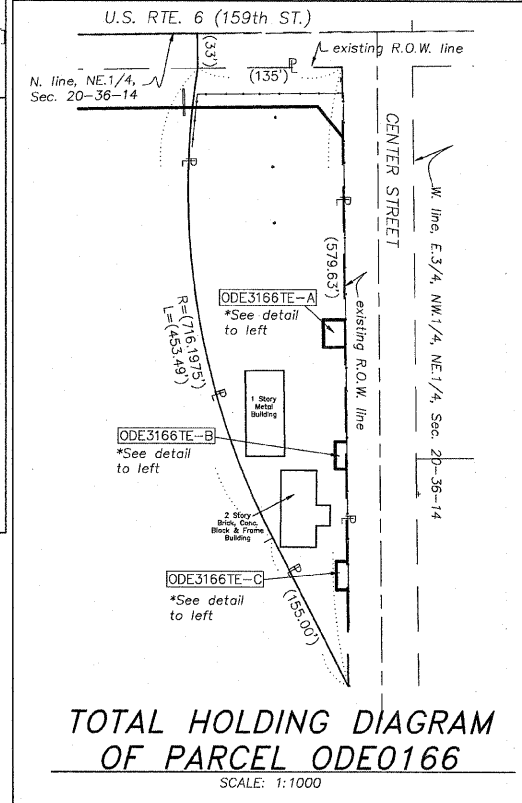 U.S. RTE. 6 (159th ST.)
(33')
existing R.O.W. line
N. line, NE.1/4,
Sec. 20-36-14
(135')
CENTER STREET
W. line, E.3/4, NW.1/4, NE.1/4, Sec. 20-36-14
(579.63')
existing R.O.W. line
ODE3166TE-A
*See detail
to left
R=(716.1975')
L=(453.49')
1 Story
Metal
Building
ODE3166TE-B
*See detail
to left
2 Story
Brick, Conc.
Block & Frame
Building
ODE3166TE-C
*See detail
to left
(155.00')
TOTAL HOLDING DIAGRAM
OF PARCEL ODE0166
SCALE: 1:1000